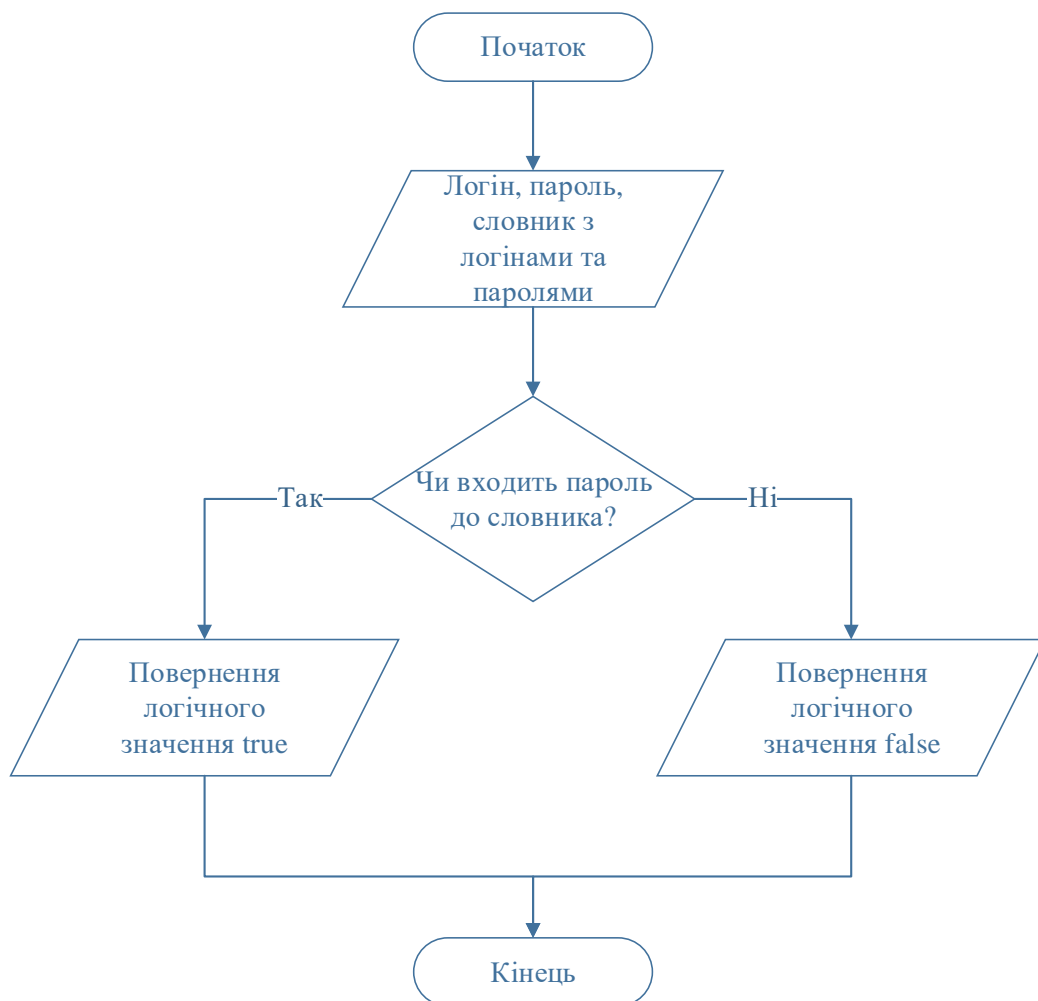 Початок
Логін, пароль,
словник з
логінами та
паролями
Чи входить пароль
до словника?
Так
Ні
Повернення
логічного
значення true
Повернення
логічного
значення false
Кінець